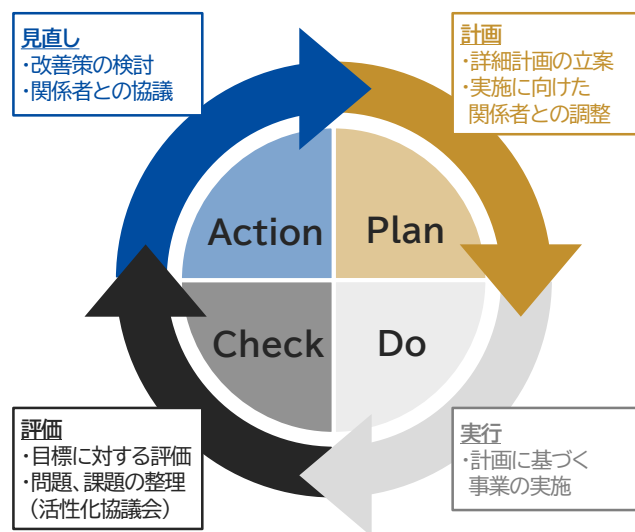 見直し
・改善策の検討
・関係者との協議
計画
・詳細計画の立案
・実施に向けた
関係者との調整
Action
Plan
Check
Do
評価
・目標に対する評価
・問題、課題の整理
（活性化協議会）
実行
・計画に基づく
事業の実施